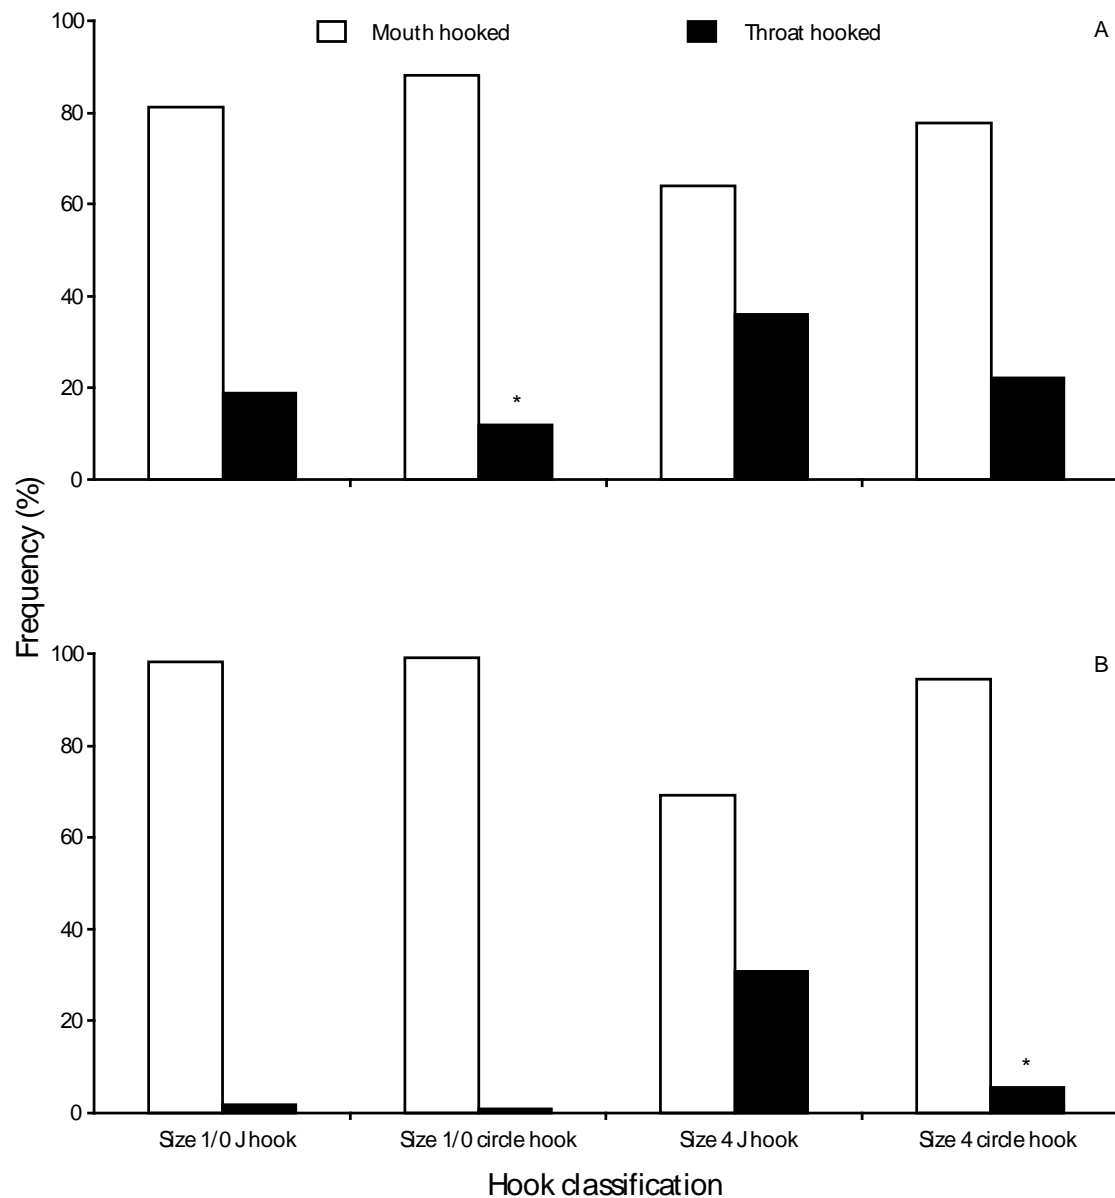 Mouth hooked
Throat hooked
A
100
80
60
40
20
*
0
Frequency (%)
100
B
80
60
40
20
*
0
Size 1/0 J hook
Size 1/0 circle hook
Size 4 J hook
Size 4 circle hook
Hook classification